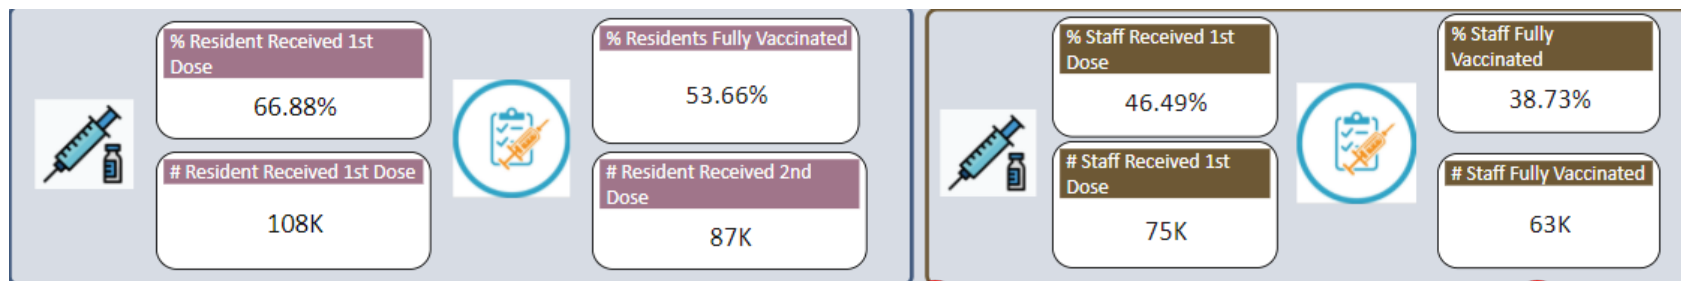 % Resident Received 1st
Dose
66.88%
# Resident Received 1st Dose
108K
% Residents Fully Vaccinated
53.66%
# Resident Received 2nd
Dose
87K
% Staff Received 1st
Dose
46.49%
# Staff Received 1st
Dose
75K
% Staff Fully
Vaccinated
38.73%
# Staff Fully Vaccinated
63K